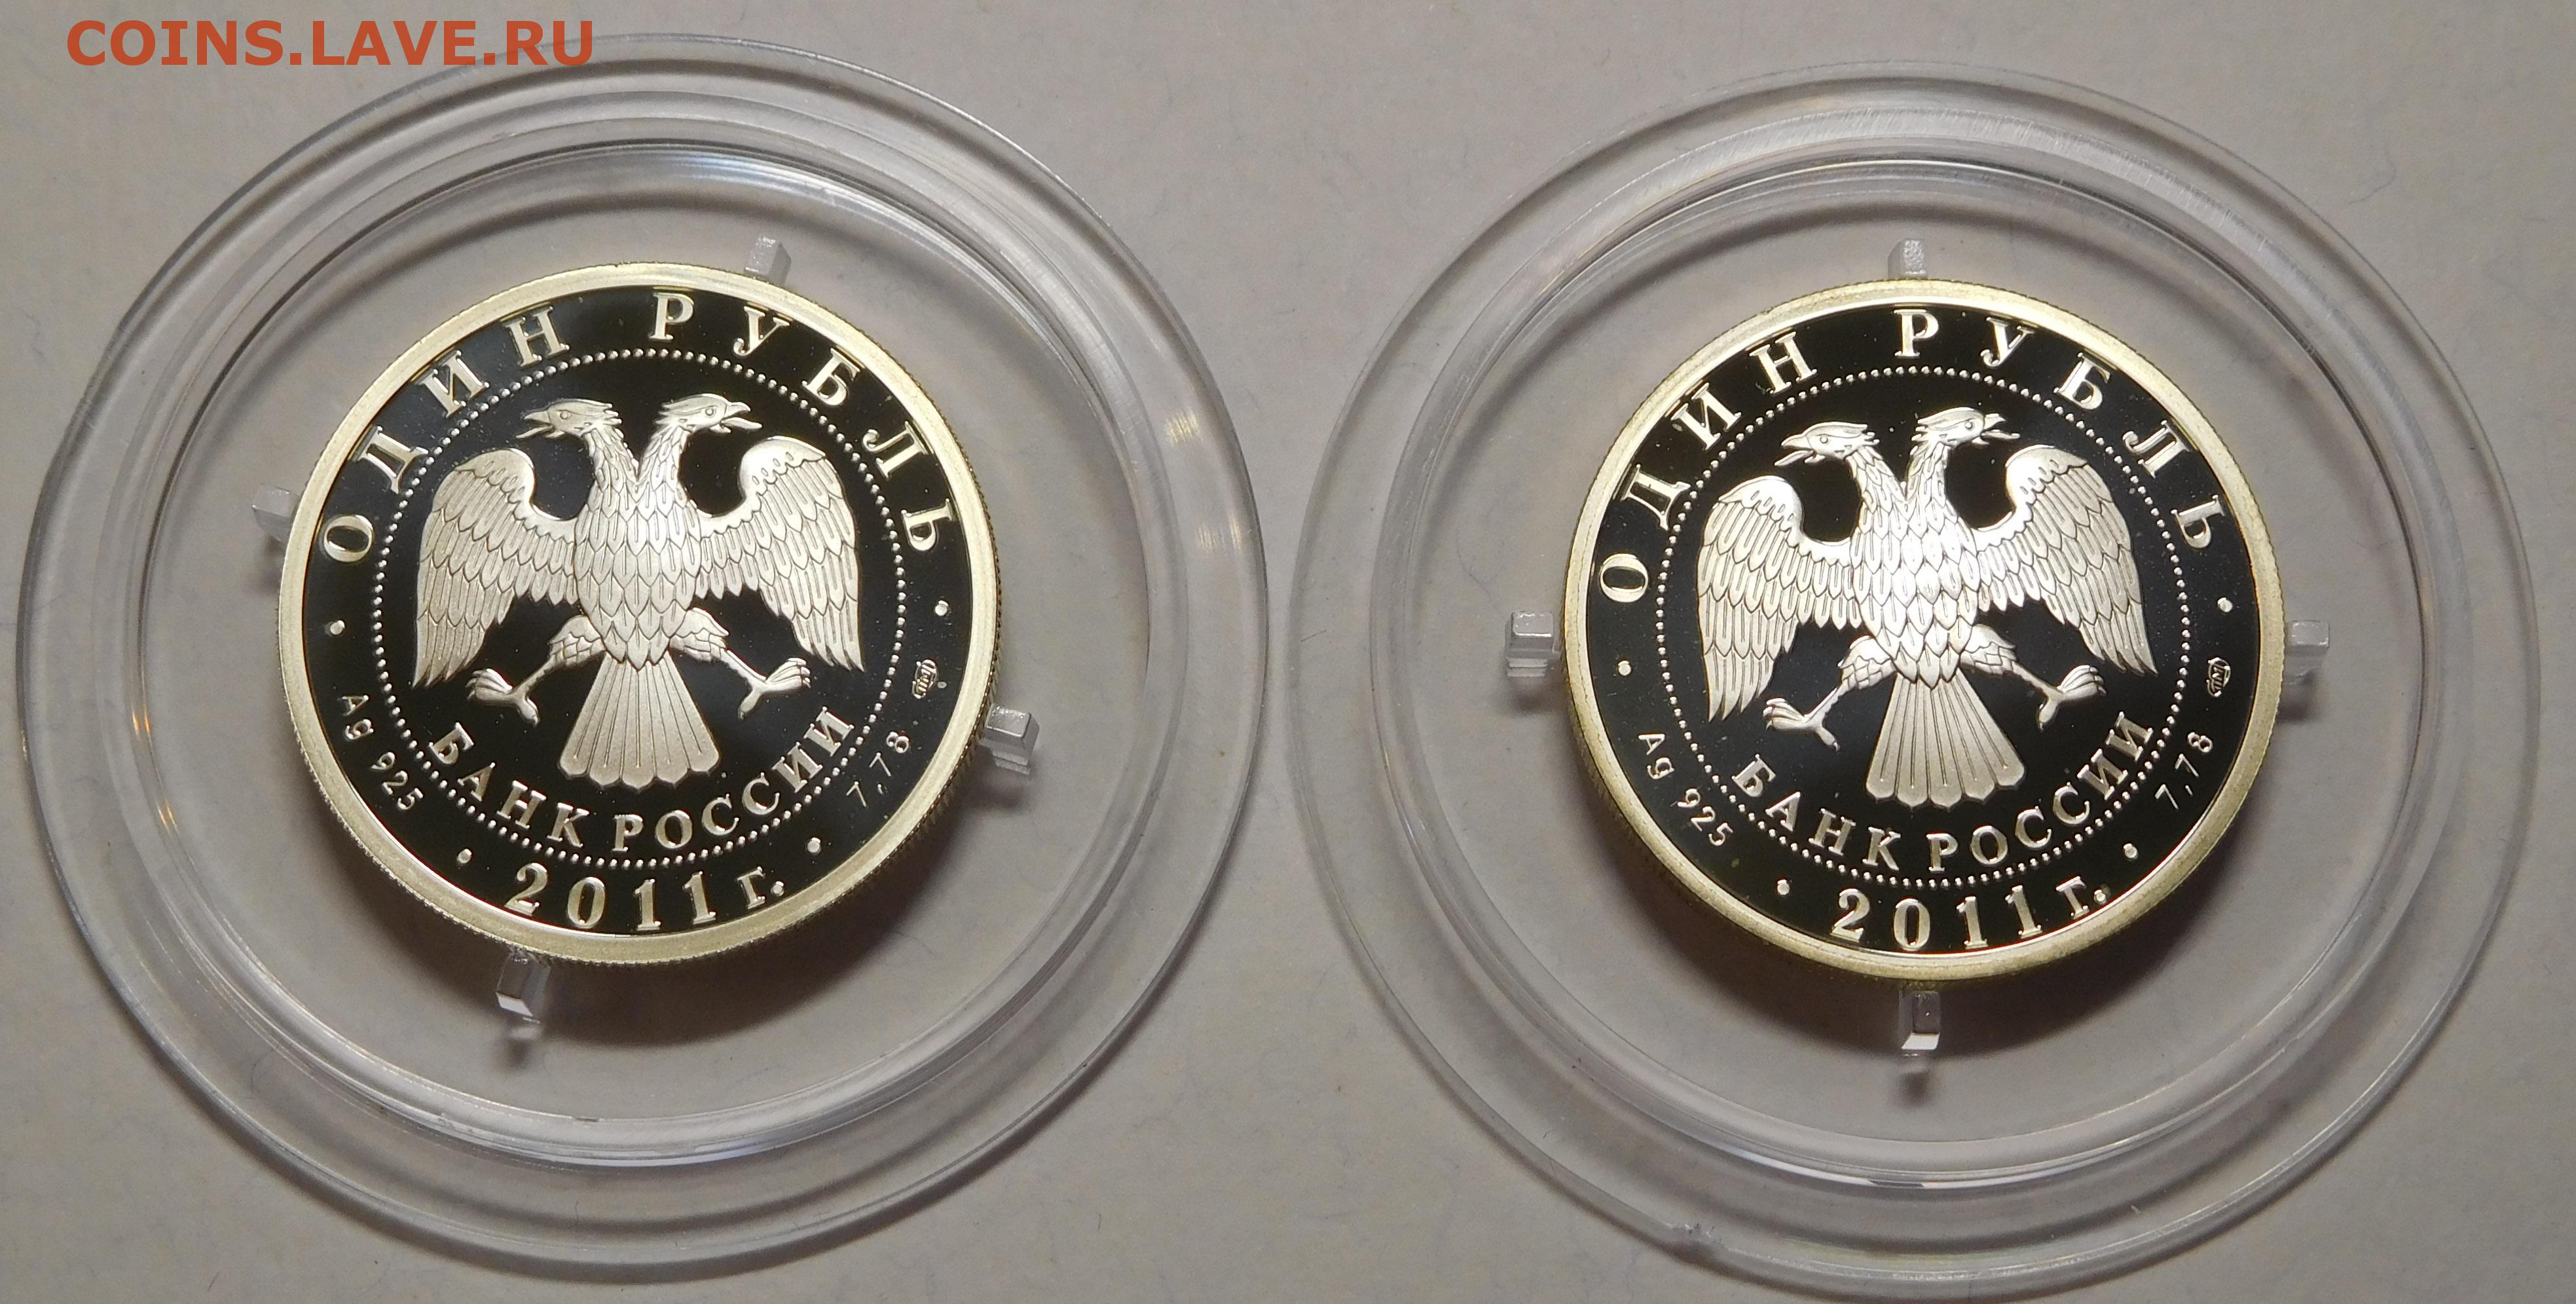 COINS.LAVE.RU
ОДИН РУБЛЬ
Ag 925
БАНК РОССИИ
7,78
2011 г.
ОДИН РУБЛЬ
Ag 925
БАНК РОССИИ
7,78
2011 г.